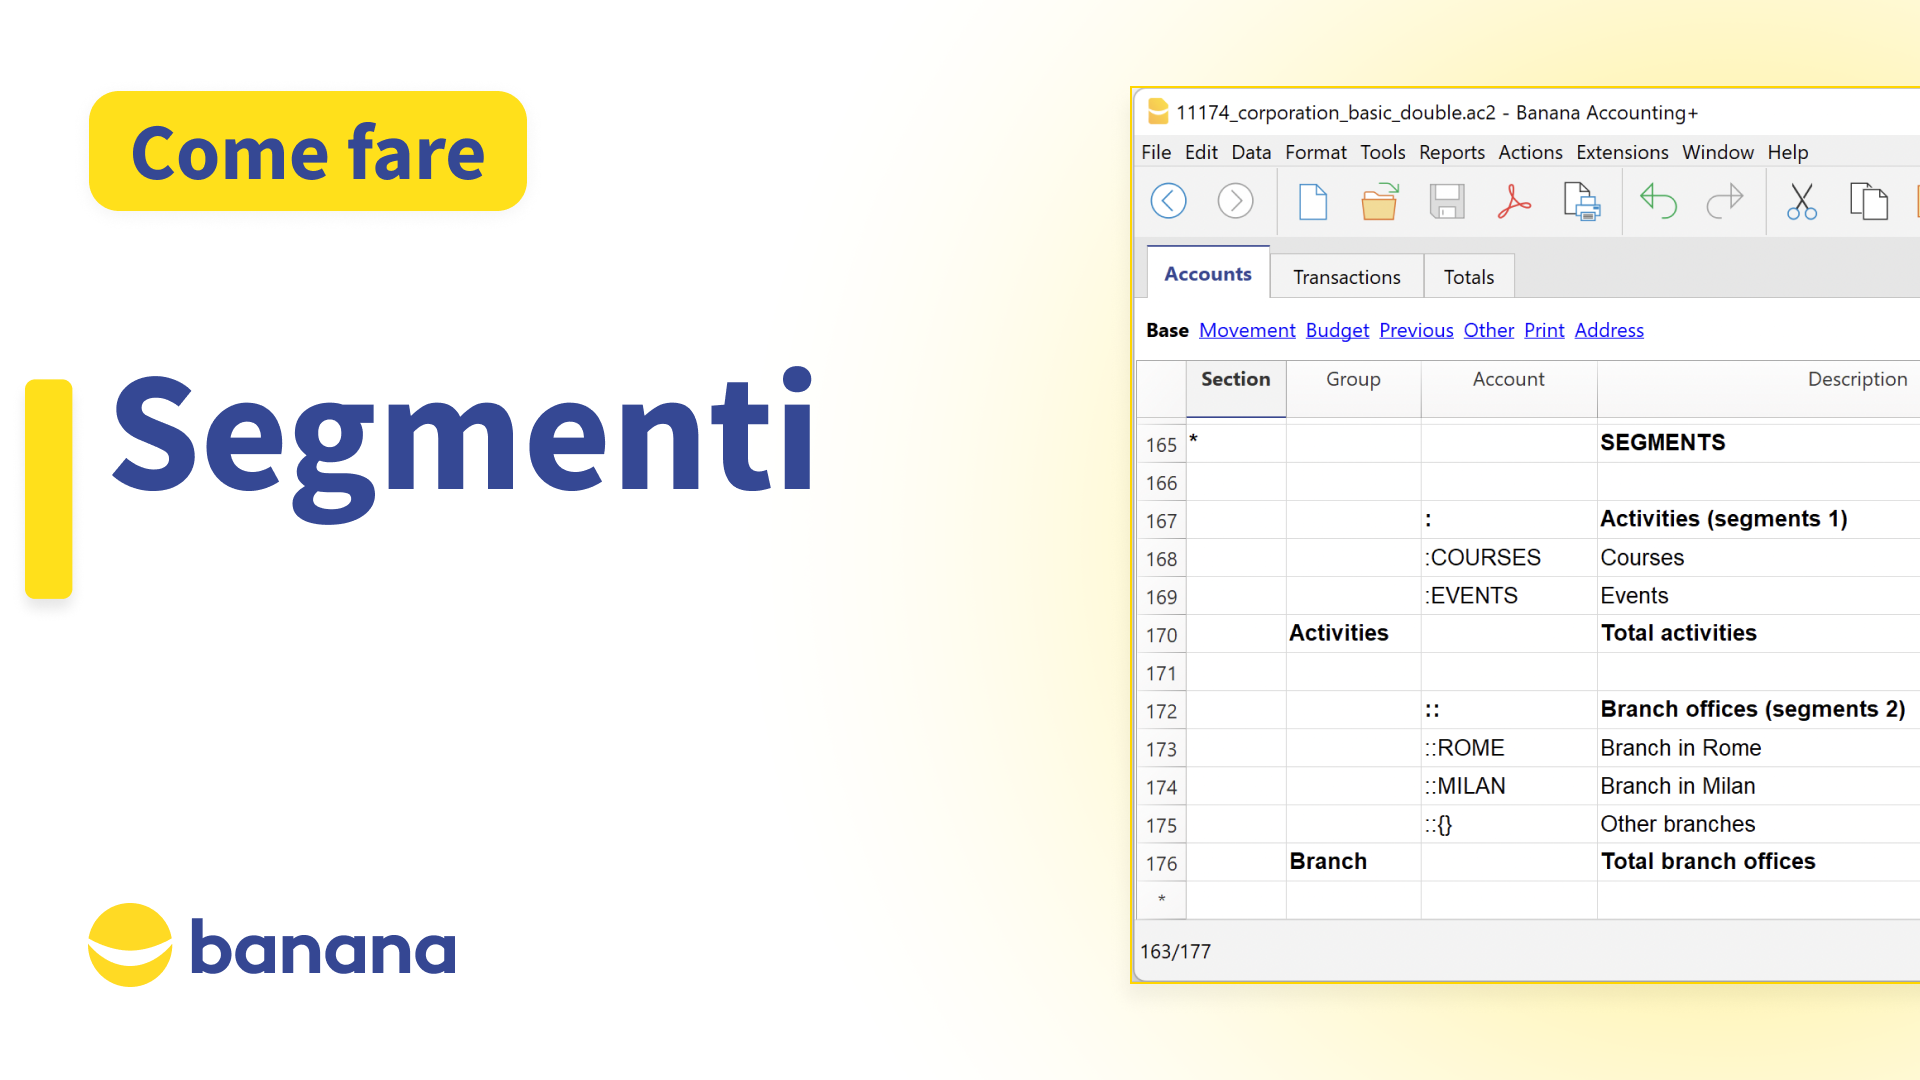 Come fare
Segmenti
banana
11174_corporation_basic_double.ac2 - Banana Accounting+
File Edit Data Format Tools Reports Actions Extensions Window Help
Accounts Transactions Totals
Base Movement Budget Previous Other Print Address
Section Group Account Description
165 * SEGMENTS
166
167 : Activities (segments 1)
168 :COURSES Courses
169 :EVENTS Events
170 Activities Total activities
171
172 :: Branch offices (segments 2)
173 ::ROME Branch in Rome
174 ::MILAN Branch in Milan
175 ::{} Other branches
176 Branch Total branch offices
*
163/177